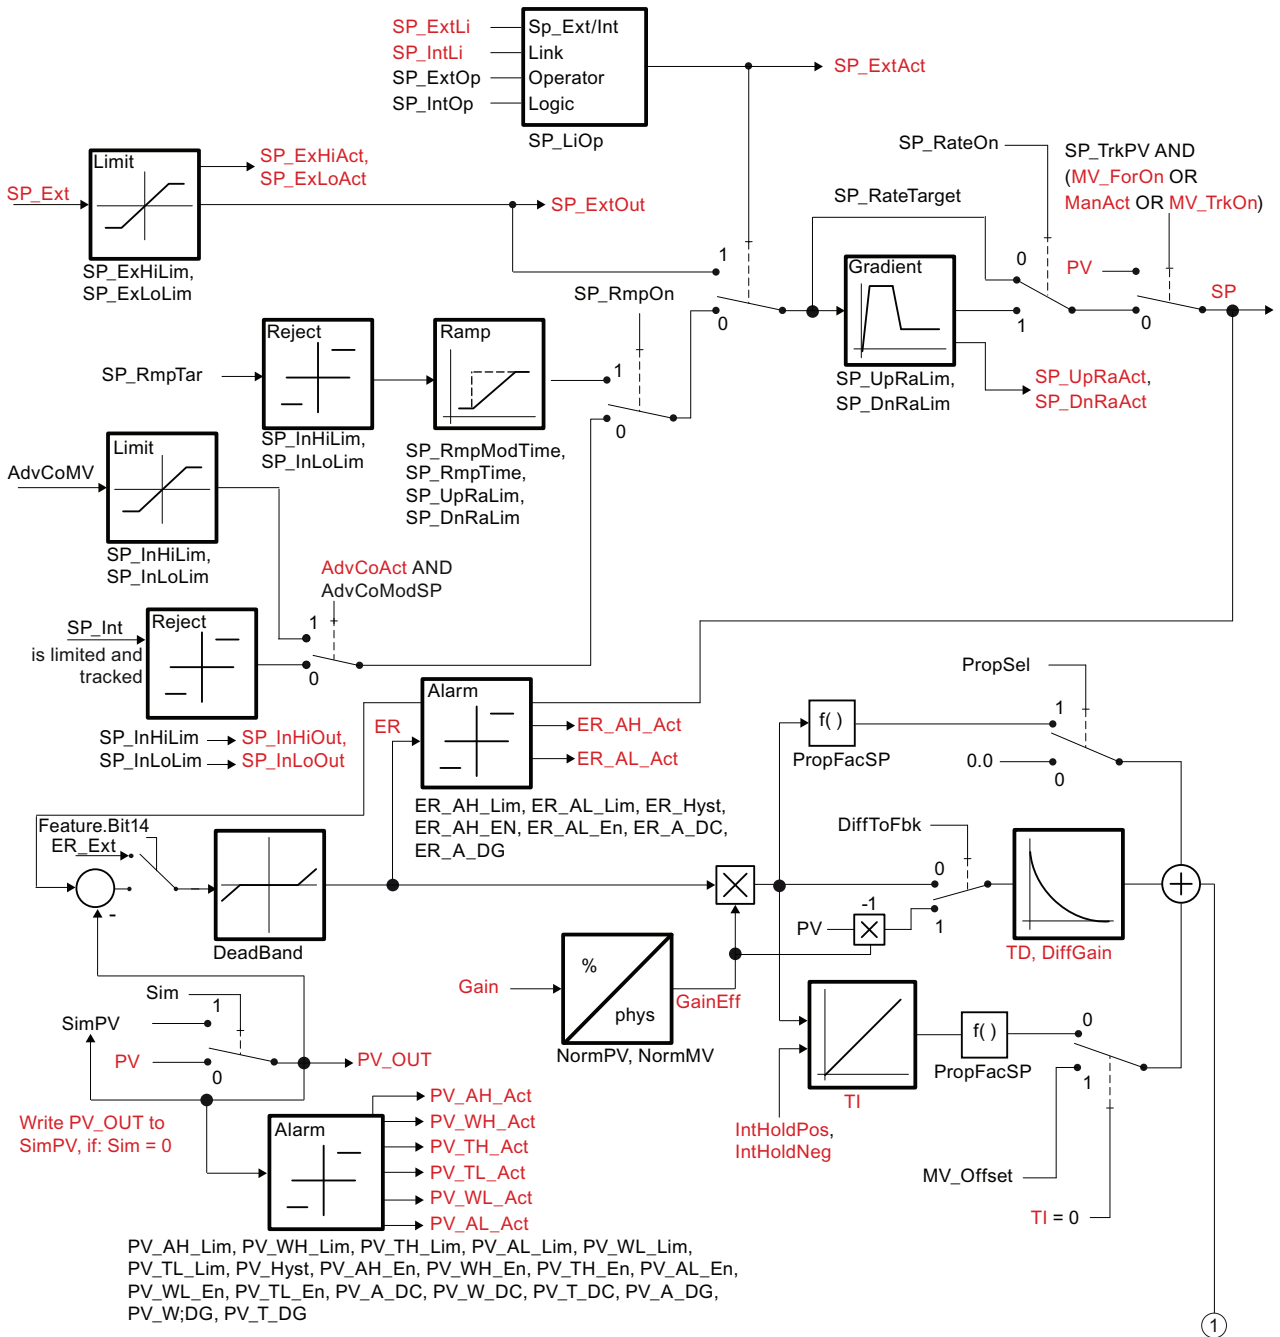 SP_ExtLi
SP_IntLi
SP_ExtOp
SP_IntOp
Sp_Ext/Int
Link
Operator
Logic
SP_LiOp
SP_ExtAct
SP_Ext
Limit
SP_ExHiAct,
SP_ExLoAct
SP_ExtOut
SP_ExHiLim,
SP_ExLoLim
SP_RateOn
SP_TrkPV AND
(MV_ForOn OR
ManAct OR MV_TrkOn)
SP_RateTarget
1
0
Gradient
0
1
PV
0
SP
SP_UpRaLim,
SP_DnRaLim
SP_UpRaAct,
SP_DnRaAct
SP_RmpOn
SP_RmpTar
Reject
SP_InHiLim,
SP_InLoLim
Ramp
SP_RmpModTime,
SP_RmpTime,
SP_UpRaLim,
SP_DnRaLim
1
0
AdvCoMV
Limit
SP_InHiLim,
SP_InLoLim
AdvCoAct AND
AdvCoModSP
SP_Int
is limited and
tracked
Reject
1
0
SP_InHiLim
SP_InHiOut,
SP_InLoLim
SP_InLoOut
ER
Alarm
ER_AH_Act
ER_AL_Act
ER_AH_Lim, ER_AL_Lim, ER_Hyst,
ER_AH_EN, ER_AL_En, ER_A_DC,
ER_A_DG
PropSel
f( )
PropFacSP
1
0.0
0
Feature.Bit14
ER_Ext
-
DeadBand
DiffToFbk
0
1
PV
-1
TD, DiffGain
+
Gain
%
phys
GainEff
NormPV, NormMV
TI
IntHoldPos,
IntHoldNeg
f( )
PropFacSP
0
1
MV_Offset
TI = 0
Sim
SimPV
1
PV
0
PV_OUT
Write PV_OUT to
SimPV, if: Sim = 0
Alarm
PV_AH_Act
PV_WH_Act
PV_TH_Act
PV_TL_Act
PV_WL_Act
PV_AL_Act
PV_AH_Lim, PV_WH_Lim, PV_TH_Lim, PV_AL_Lim, PV_WL_Lim,
PV_TL_Lim, PV_Hyst, PV_AH_En, PV_WH_En, PV_TH_En, PV_AL_En,
PV_WL_En, PV_TL_En, PV_A_DC, PV_W_DC, PV_T_DC, PV_A_DG,
PV_W;DG, PV_T_DG
1